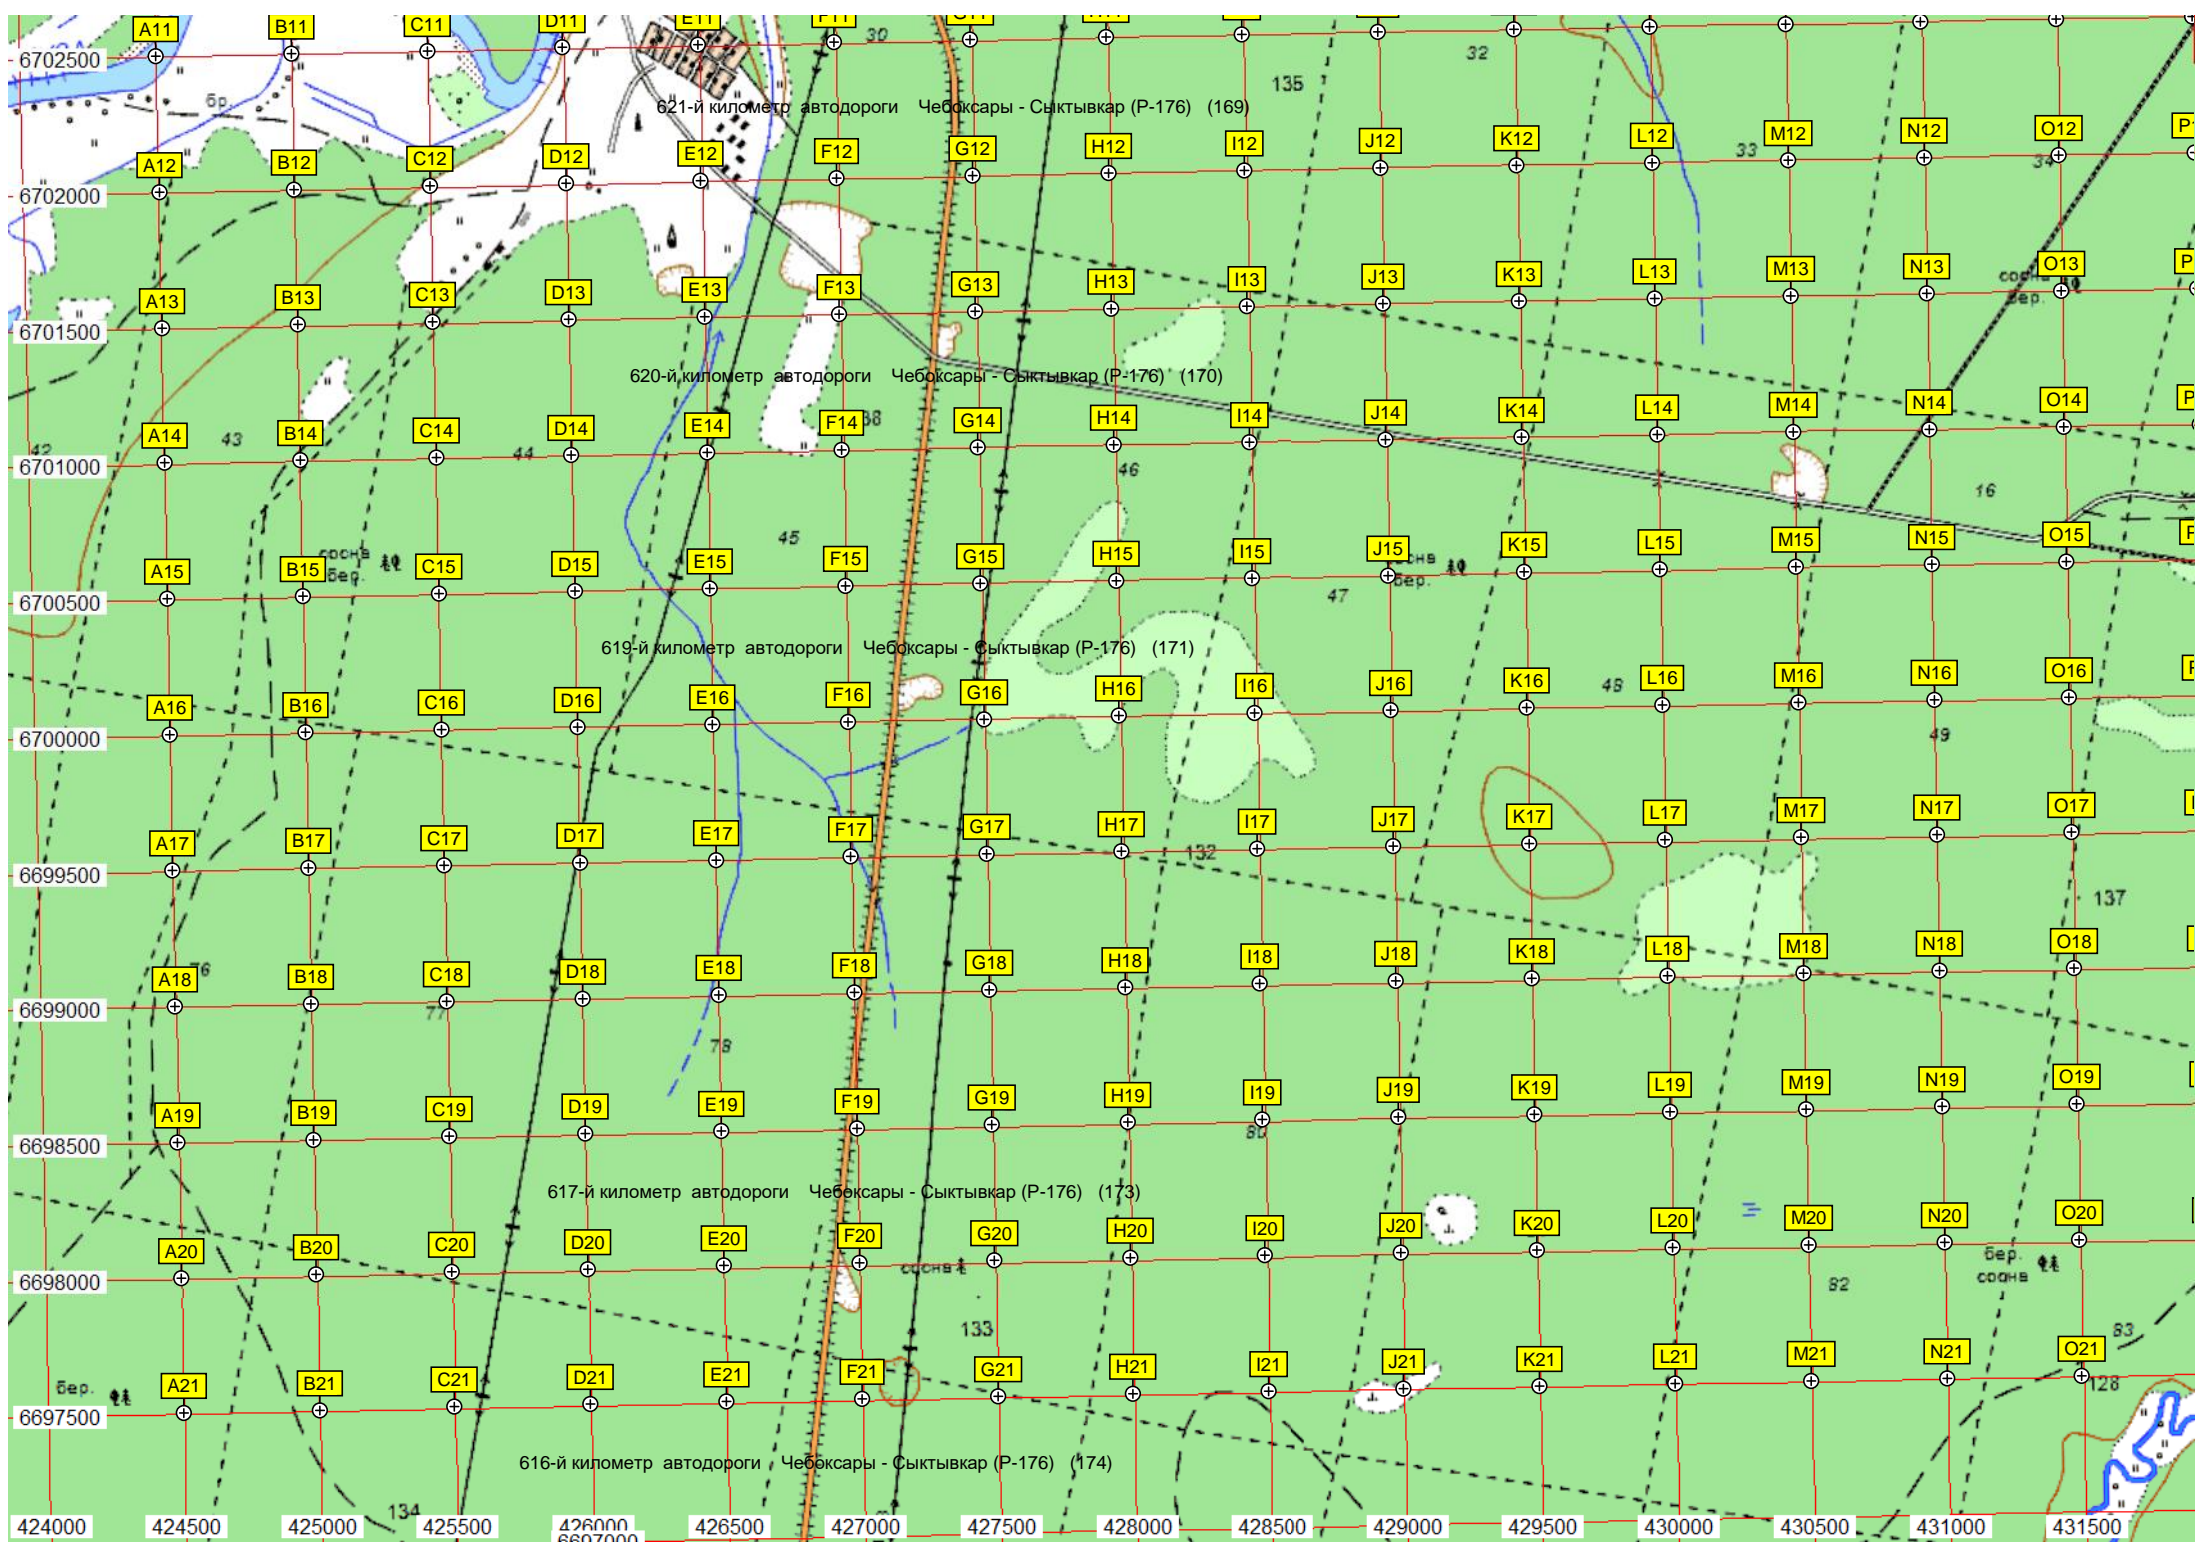 A11 B11 C11 D11 E11 F11
30 32
6702500
135
бр.
621-й километр автодороги Чебоксары - Сыктывкар (Р-176) (169)
A12 B12 C12 D12 E12 F12 G12 H12 I12 J12 K12 L12 M12 N12 O12
33 34
6702000
A13 B13 C13 D13 E13 F13 G13 H13 I13 J13 K13 L13 M13 N13 O13
сосна
бер.
6701500
620-й километр автодороги Чебоксары - Сыктывкар (Р-176) (170)
A14 B14 C14 D14 E14 F14 G14 H14 I14 J14 K14 L14 M14 N14 O14
42 43 44 46 16
6701000
45
A15 B15 C15 D15 E15 F15 G15 H15 I15 J15 K15 L15 M15 N15 O15
сосна
бер.
бер.
47
6700500
619-й километр автодороги Чебоксары - Сыктывкар (Р-176) (171)
A16 B16 C16 D16 E16 F16 G16 H16 I16 J16 K16 L16 M16 N16 O16
48 49
6700000
A17 B17 C17 D17 E17 F17 G17 H17 I17 J17 K17 L17 M17 N17 O17
132
6699500
137
A18 B18 C18 D18 E18 F18 G18 H18 I18 J18 K18 L18 M18 N18 O18
76
77
6699000
78
A19 B19 C19 D19 E19 F19 G19 H19 I19 J19 K19 L19 M19 N19 O19
80
6698500
617-й километр автодороги Чебоксары - Сыктывкар (Р-176) (173)
A20 B20 C20 D20 E20 F20 G20 H20 I20 J20 K20 L20 M20 N20 O20
сосна
бер.
сосна
82
6698000
133
83
A21 B21 C21 D21 E21 F21 G21 H21 I21 J21 K21 L21 M21 N21 O21
бер.
128
6697500
616-й километр автодороги Чебоксары - Сыктывкар (Р-176) (174)
134
424000 424500 425000 425500 426000 426500 427000 427500 428000 428500 429000 429500 430000 430500 431000 431500
6697000